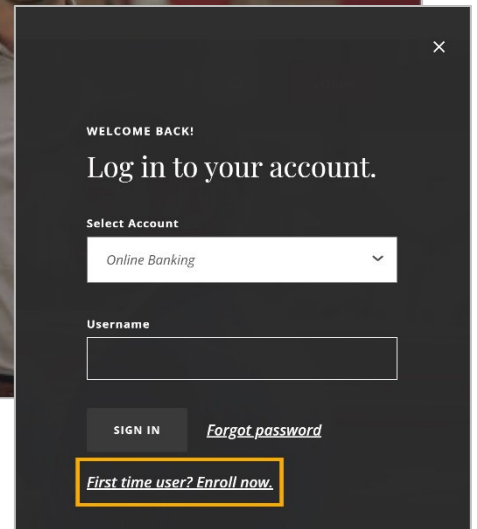 WELCOME BACK!
Log in to your account.
Select Account
Online Banking
Username
SIGN IN Forgot password
First time user? Enroll now.